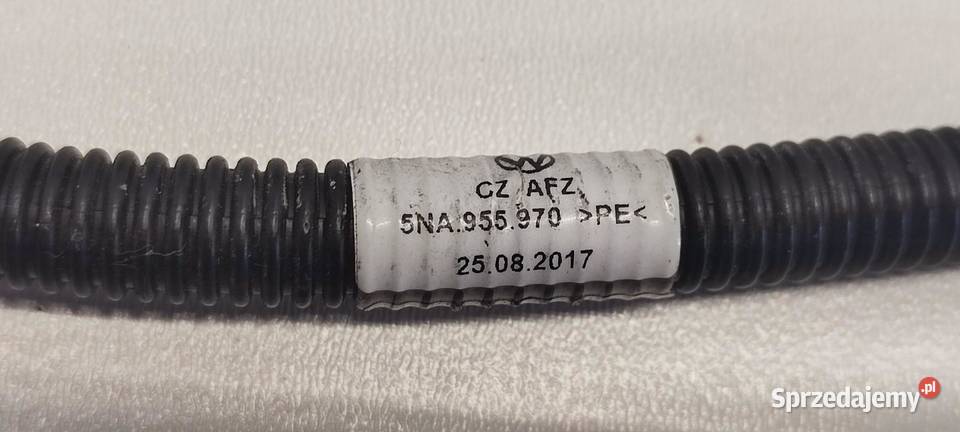 CZ AFZ
5NA.955.970 >PE<
25.08.2017
Sprzedajemy.pl